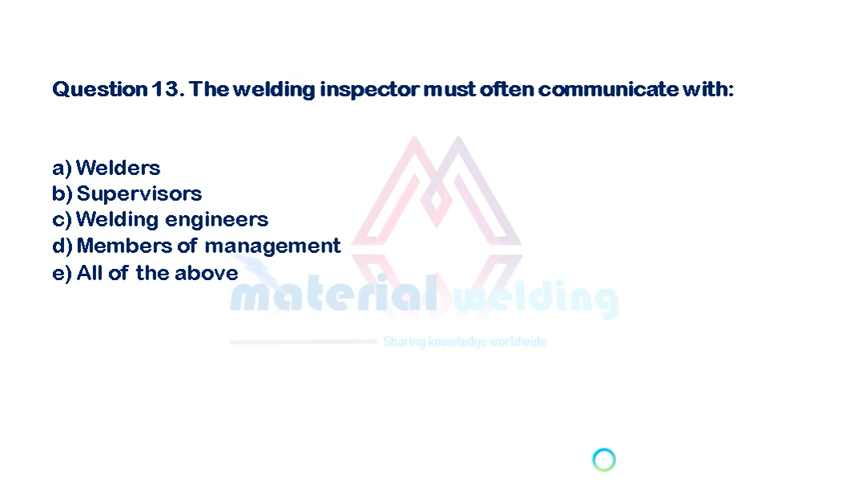 Question 13. The welding inspector must often communicate with:
a) Welders
b) Supervisors
c) Welding engineers
d) Members of management
e) All of the above
material welding
Sharing knowledge worldwide